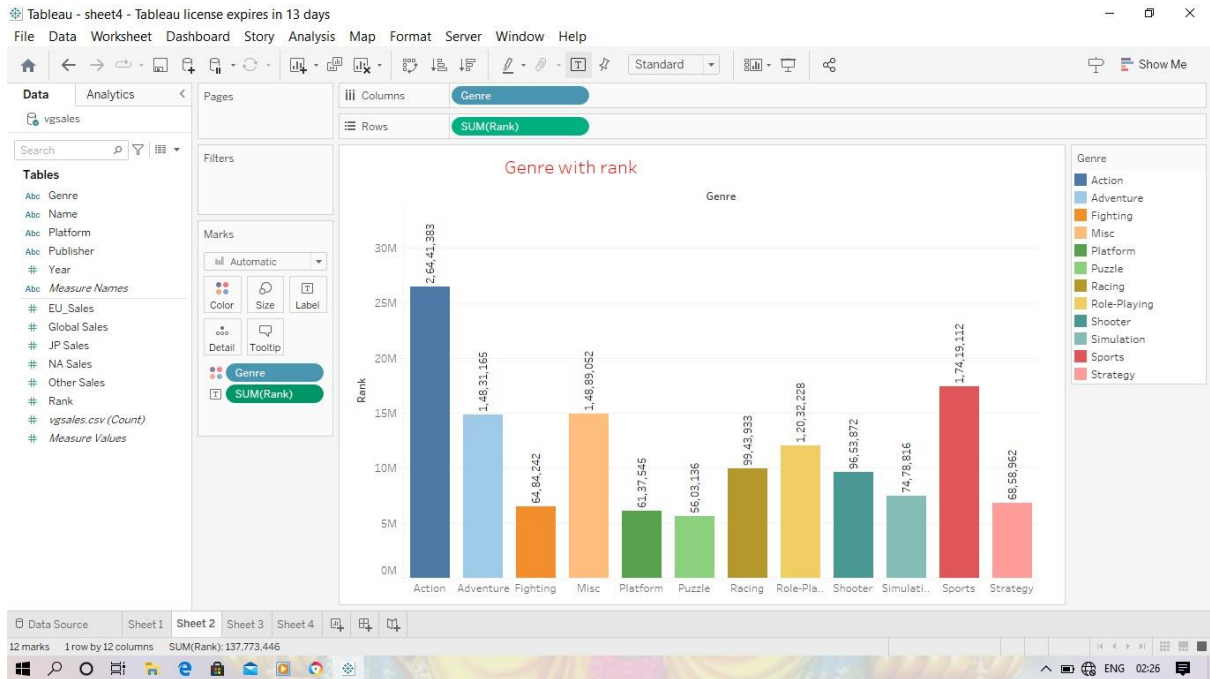 Tableau - sheet4 - Tableau license expires in 13 days
File Data Worksheet Dashboard Story Analysis Map Format Server Window Help
Standard
Show Me
Data Analytics
vgsales
Search
Tables
Abc Genre
Abc Name
Abc Platform
Abc Publisher
# Year
Abc Measure Names
# EU_Sales
# Global Sales
# JP Sales
# NA Sales
# Other Sales
# Rank
# vgsales.csv (Count)
# Measure Values
Pages
Filters
Marks
Automatic
Color Size Label
Detail Tooltip
Genre
SUM(Rank)
Columns Genre
Rows SUM(Rank)
Genre with rank
Genre
Rank
30M
25M
20M
15M
10M
5M
0M
2,64,41,383
1,48,31,165
64,84,242
1,48,89,052
61,37,545
56,03,136
99,43,933
1,20,32,228
96,53,872
74,78,816
1,74,19,112
68,58,962
Action Adventure Fighting Misc Platform Puzzle Racing Role-Pla.. Shooter Simulati.. Sports Strategy
Genre
Action
Adventure
Fighting
Misc
Platform
Puzzle
Racing
Role-Playing
Shooter
Simulation
Sports
Strategy
Data Source Sheet 1 Sheet 2 Sheet 3 Sheet 4
12 marks 1 row by 12 columns SUM(Rank): 137,773,446
ENG 02:26